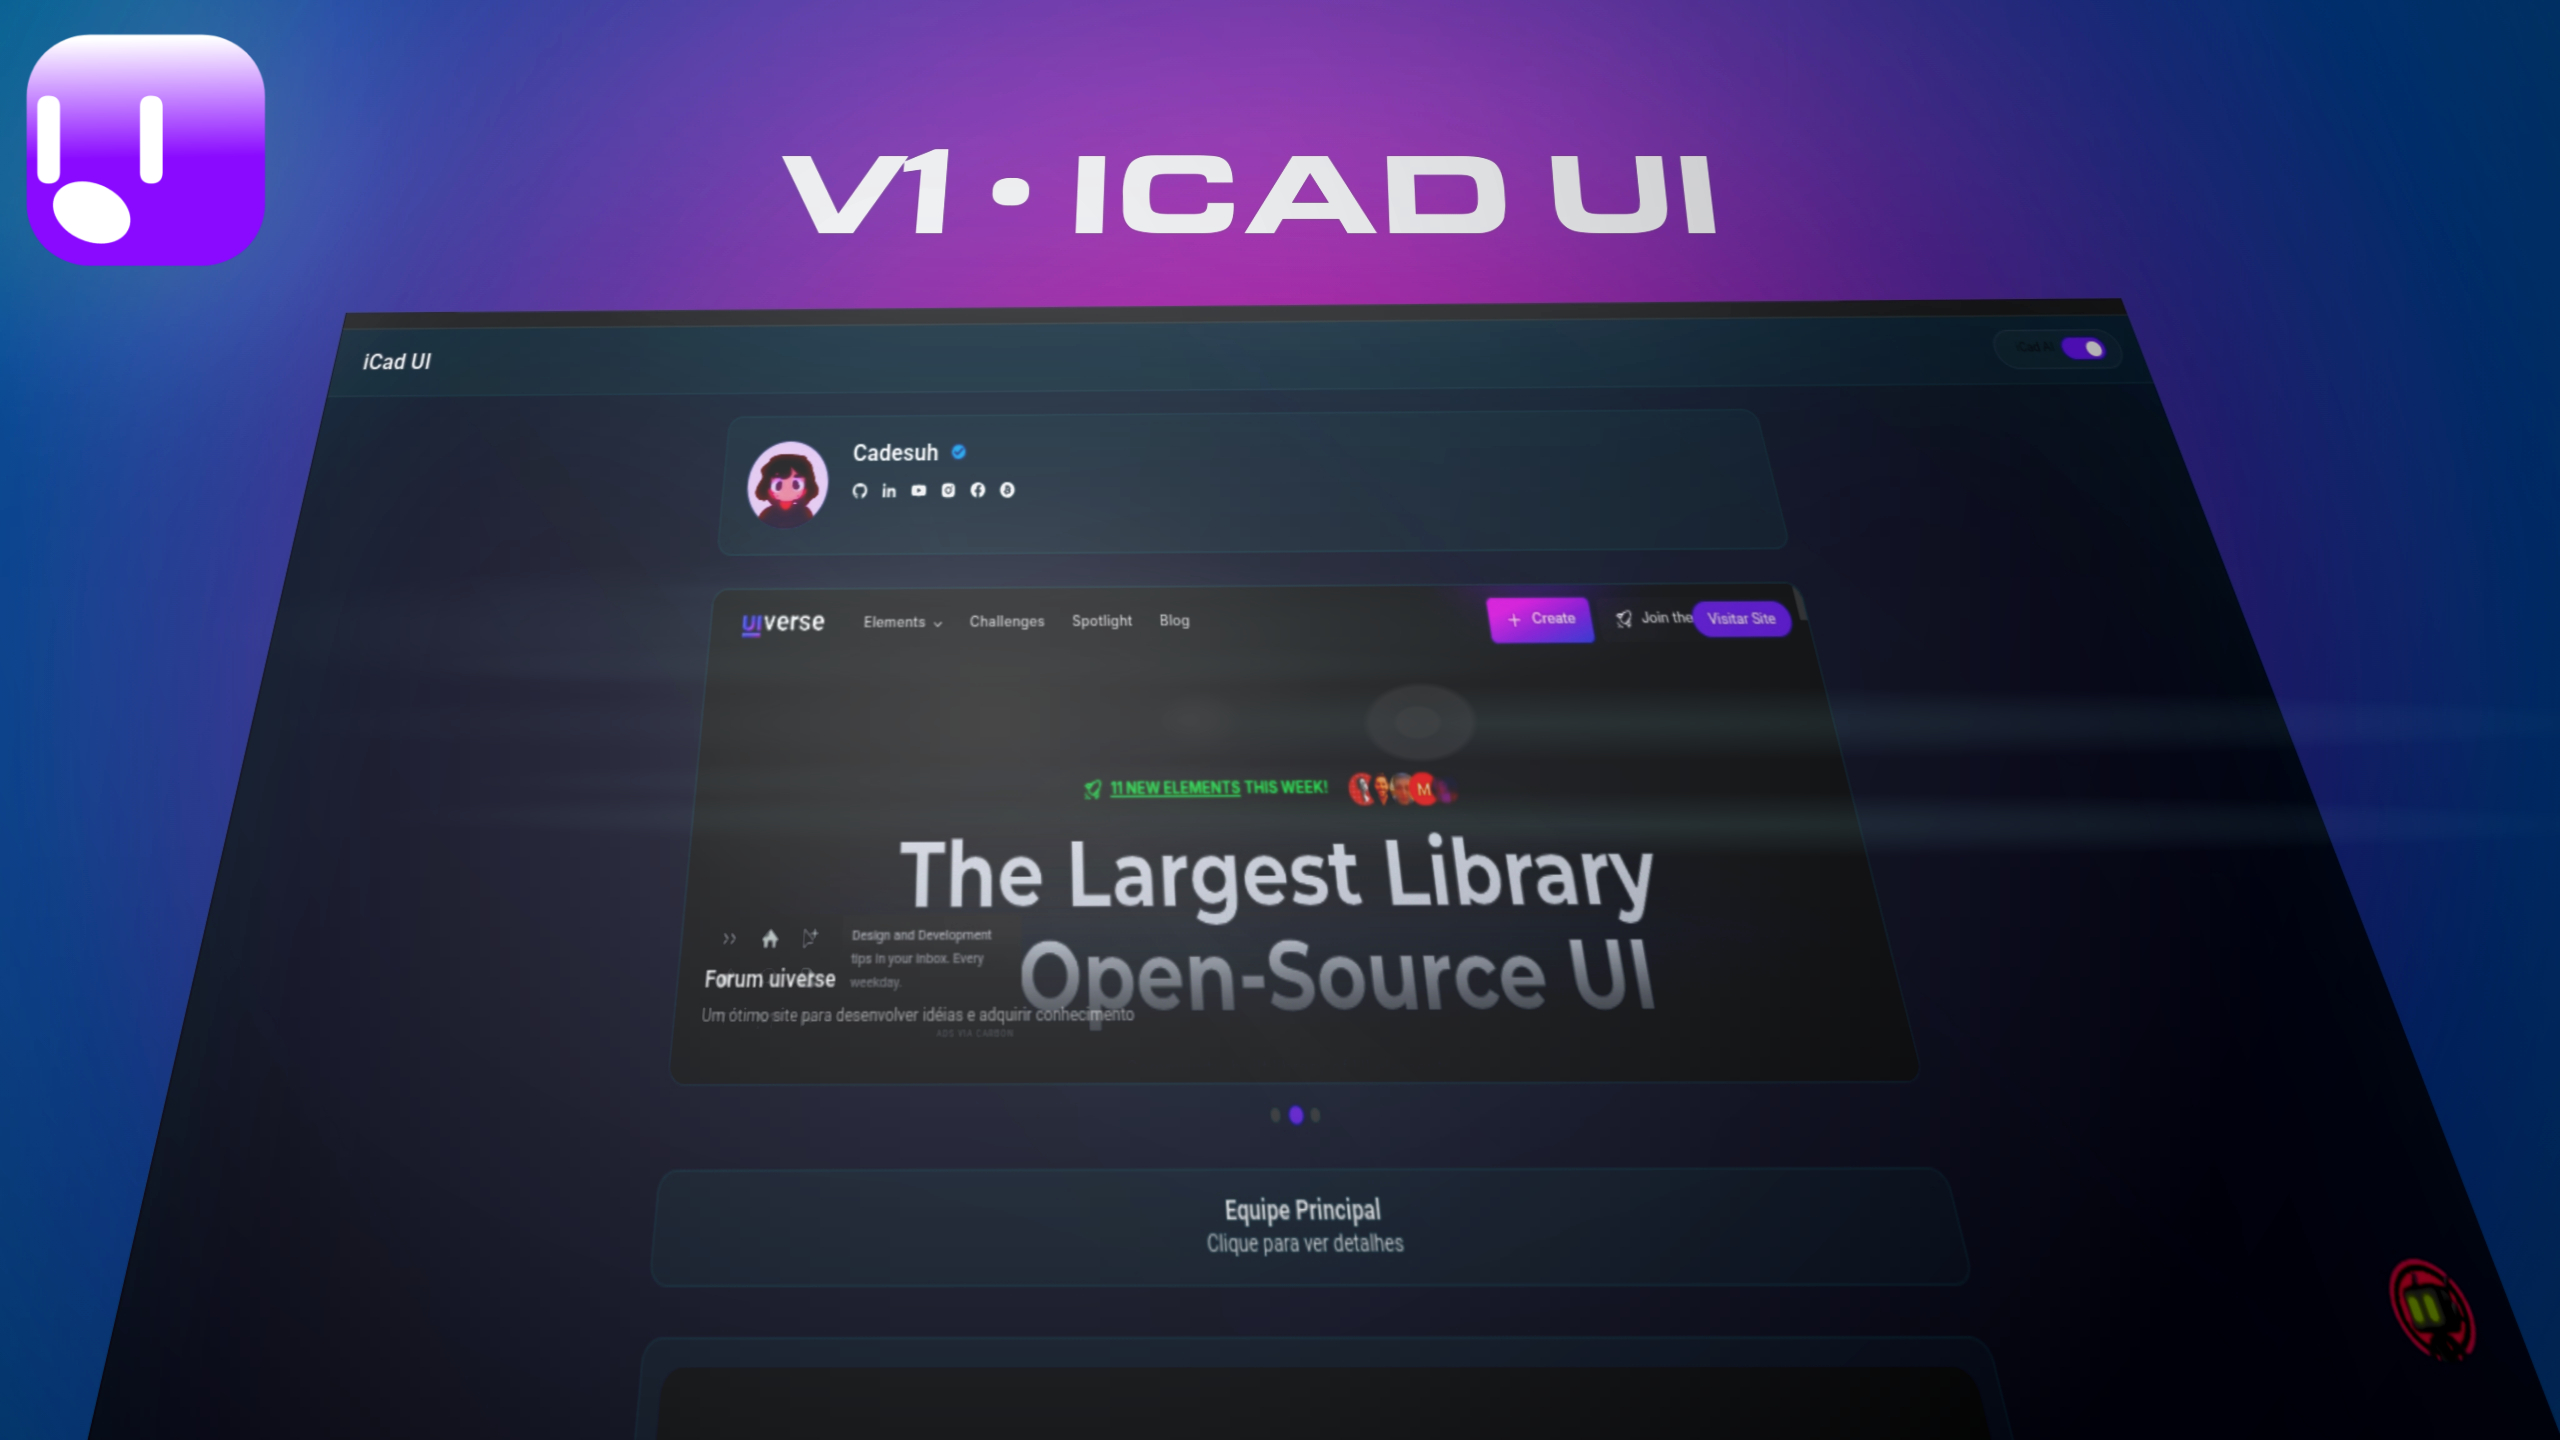 V1 • ICAD UI
iCad UI
iCad AI
Cadesuh
uiverse Elements Challenges Spotlight Blog + Create Join the Visitar Site
11 NEW ELEMENTS THIS WEEK!
M
The Largest Library
Open-Source UI
Design and Development
tips in your inbox. Every
weekday.
Forum uiverse
Um ótimo site para desenvolver idéias e adquirir conhecimento
ADS VIA CARBON
Equipe Principal
Clique para ver detalhes